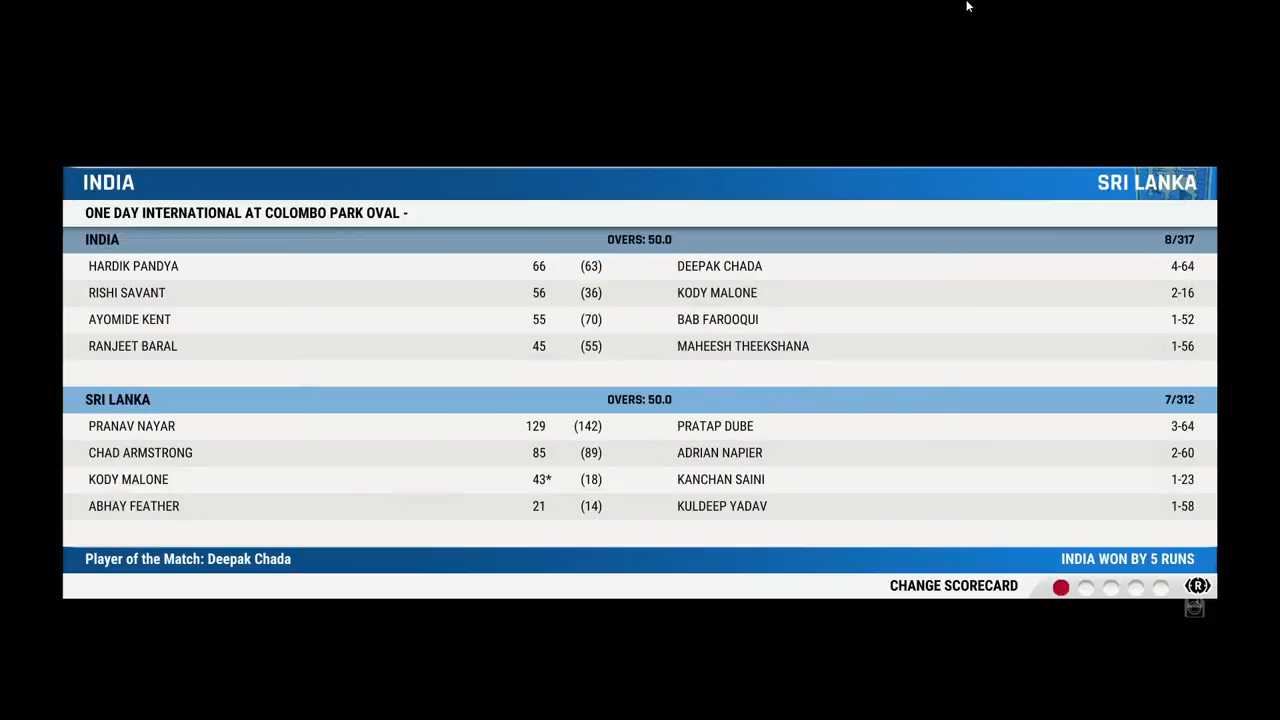 INDIA SRI LANKA
ONE DAY INTERNATIONAL AT COLOMBO PARK OVAL -
INDIA OVERS: 50.0 8/317
HARDIK PANDYA 66 (63) DEEPAK CHADA 4-64
RISHI SAVANT 56 (36) KODY MALONE 2-16
AYOMIDE KENT 55 (70) BAB FAROOQUI 1-52
RANJEET BARAL 45 (55) MAHEESH THEEKSHANA 1-56
SRI LANKA OVERS: 50.0 7/312
PRANAV NAYAR 129 (142) PRATAP DUBE 3-64
CHAD ARMSTRONG 85 (89) ADRIAN NAPIER 2-60
KODY MALONE 43* (18) KANCHAN SAINI 1-23
ABHAY FEATHER 21 (14) KULDEEP YADAV 1-58
Player of the Match: Deepak Chada INDIA WON BY 5 RUNS
CHANGE SCORECARD R